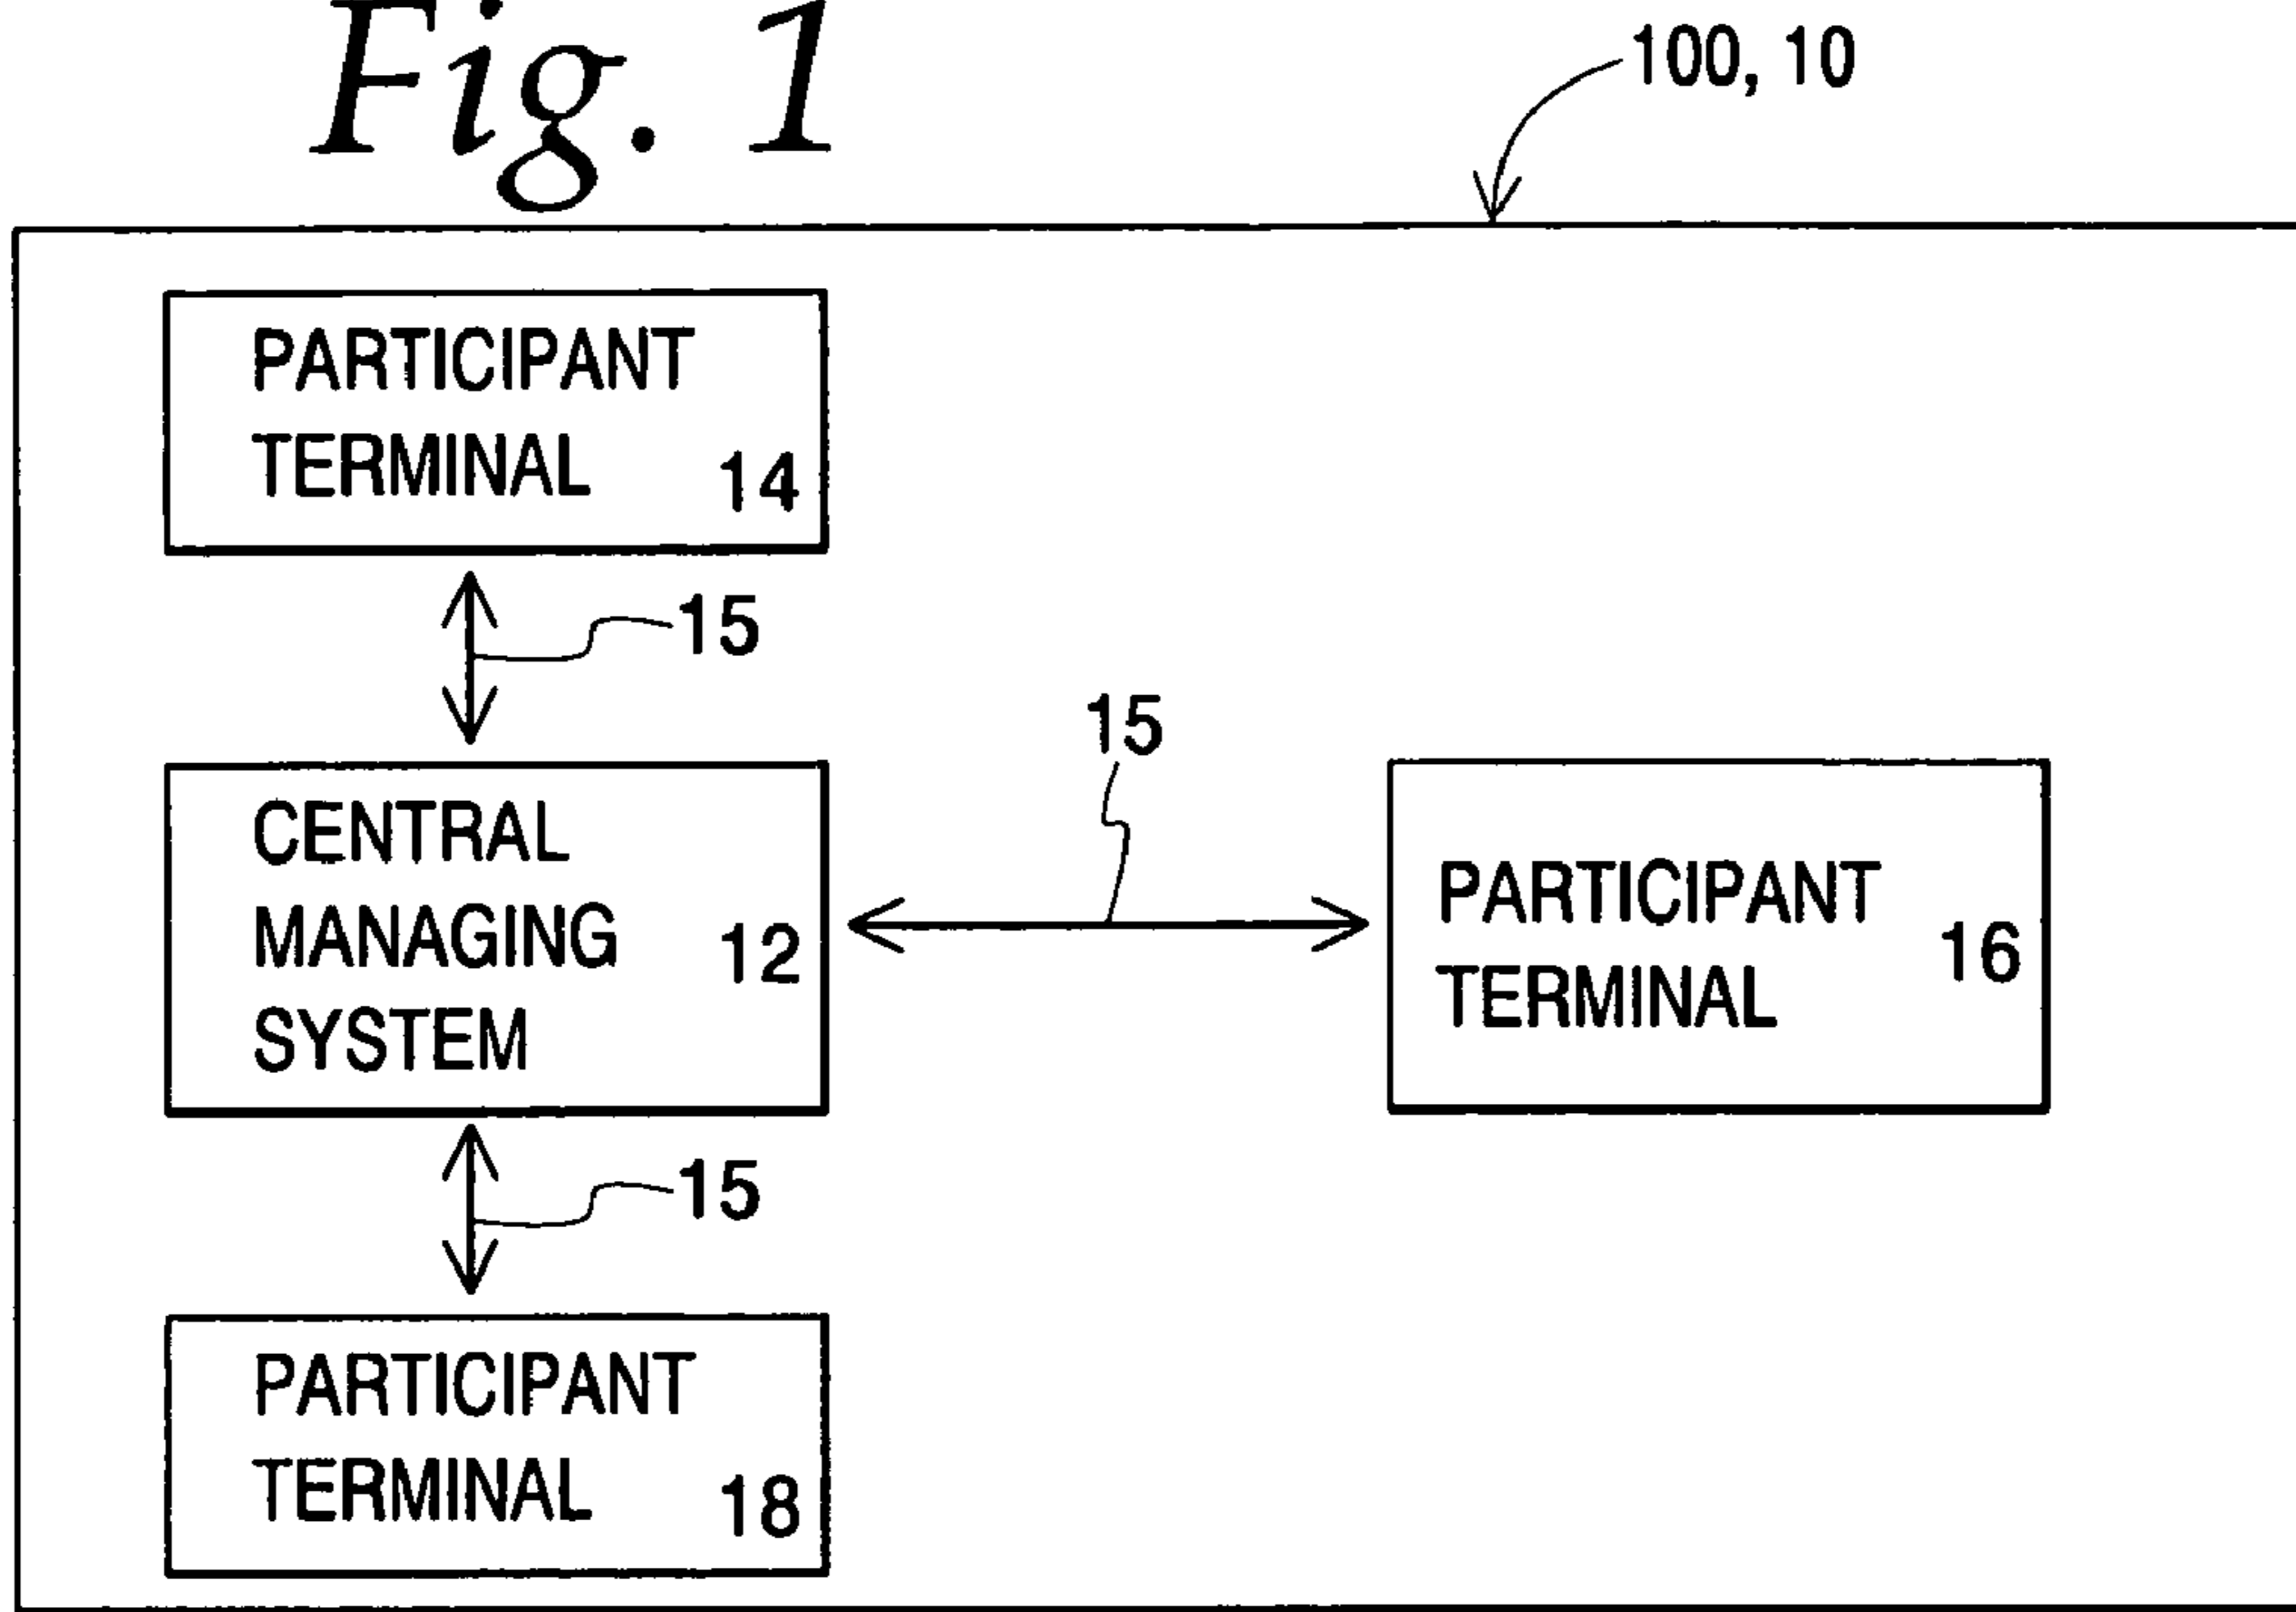 Fig. 1
100, 10
PARTICIPANT
TERMINAL 14
15
15
CENTRAL
MANAGING 12
SYSTEM
PARTICIPANT
TERMINAL 16
15
PARTICIPANT
TERMINAL 18